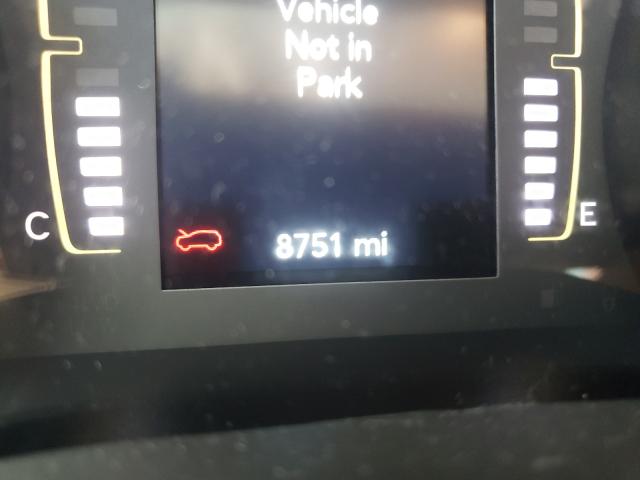 Vehicle
Not in
Park
C
E
8751 mi